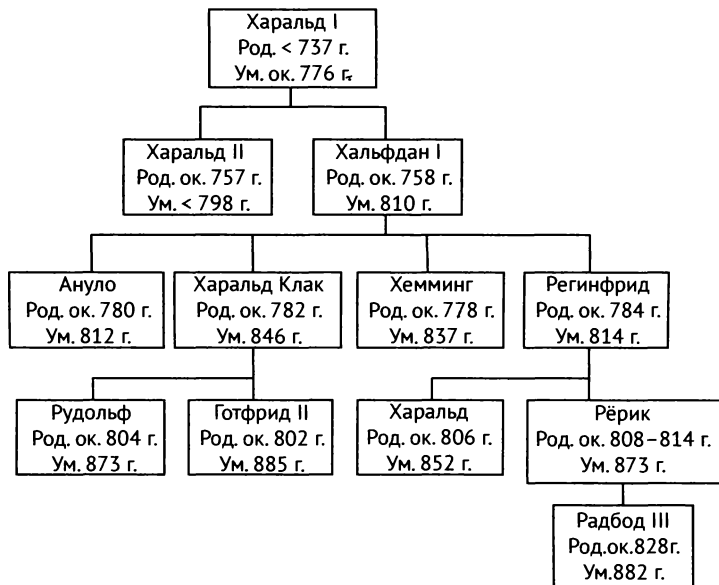 Харальд I
Род. < 737 г.
Ум. ок. 776 г.
Харальд II
Род. ок. 757 г.
Ум. < 798 г.
Хальфдан I
Род. ок. 758 г.
Ум. 810 г.
Ануло
Род. ок. 780 г.
Ум. 812 г.
Харальд Клак
Род. ок. 782 г.
Ум. 846 г.
Хемминг
Род. ок. 778 г.
Ум. 837 г.
Регинфрид
Род. ок. 784 г.
Ум. 814 г.
Рудольф
Род. ок. 804 г.
Ум. 873 г.
Готфрид II
Род. ок. 802 г.
Ум. 885 г.
Харальд
Род. ок. 806 г.
Ум. 852 г.
Рёрик
Род. ок. 808–814 г.
Ум. 873 г.
Радбод III
Род.ок.828г.
Ум.882 г.